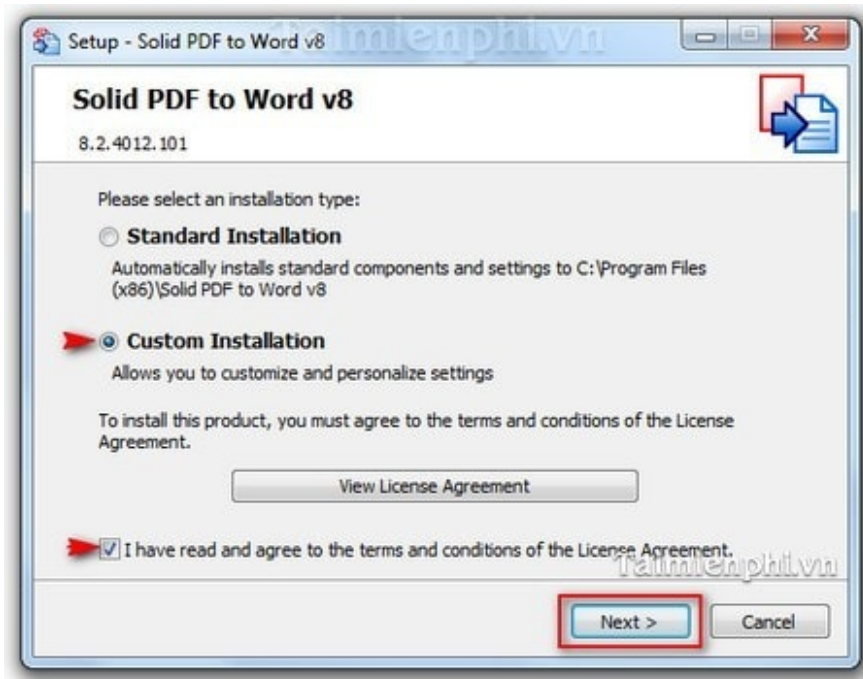 Setup - Solid PDF to Word v8
Taimienphi.vn
Solid PDF to Word v8
8.2.4012.101
Please select an installation type:
Standard Installation
Automatically installs standard components and settings to C:\Program Files
(x86)\Solid PDF to Word v8
Custom Installation
Allows you to customize and personalize settings
To install this product, you must agree to the terms and conditions of the License
Agreement.
View License Agreement
I have read and agree to the terms and conditions of the License Agreement.
Taimienphi.vn
Next >
Cancel